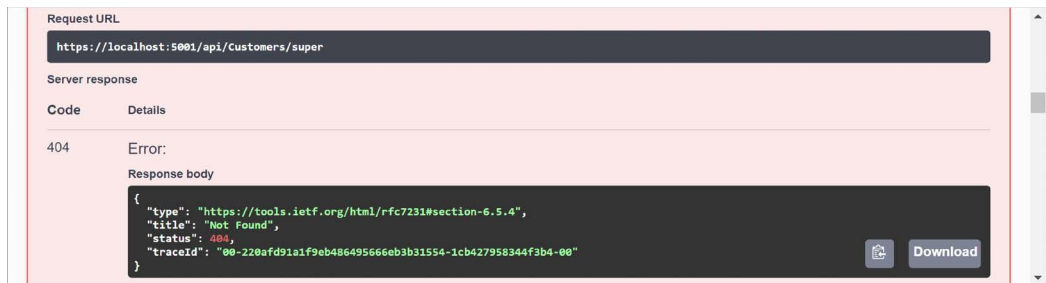 Request URL
https://localhost:5001/api/Customers/super
Server response
Code Details
404 Error:
Response body
{
"type": "https://tools.ietf.org/html/rfc7231#section-6.5.4",
"title": "Not Found",
"status": 404,
"traceId": "00-220afd91a1f9eb486495666eb3b31554-1cb427958344f3b4-00"
}
Download